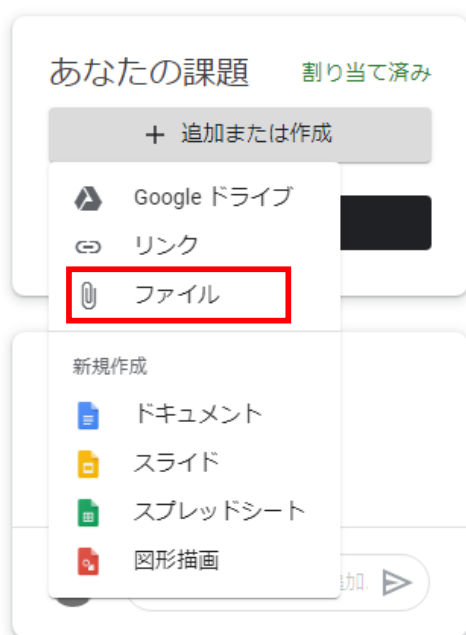 あなたの課題 割り当て済み
+ 追加または作成
Google ドライブ
リンク
ファイル
新規作成
ドキュメント
スライド
スプレッドシート
図形描画
追加